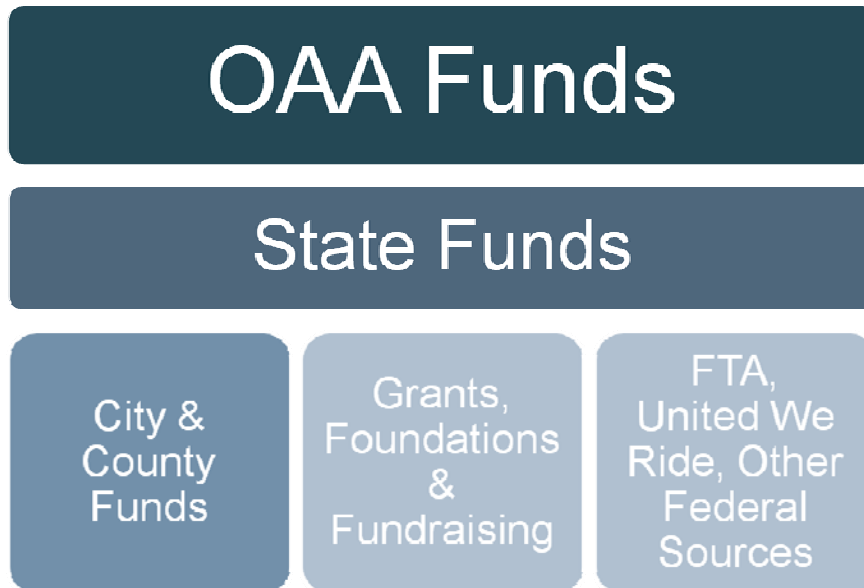 OAA Funds
State Funds
City &
County
Funds
Grants,
Foundations
&
Fundraising
FTA,
United We
Ride, Other
Federal
Sources